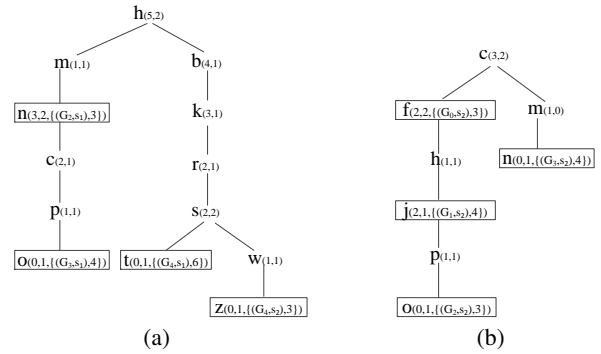 h(5,2)
m(1,1) b(4,1)
n(3,2,{(G₂,s₁),3}) k(3,1)
c(2,1) r(2,1)
p(1,1) s(2,2)
o(0,1,{(G₃,s₁),4}) t(0,1,{(G₄,s₁),6}) w(1,1)
z(0,1,{(G₄,s₂),3})
(a)
c(3,2)
f(2,2,{(G₀,s₂),3}) m(1,0)
h(1,1) n(0,1,{(G₃,s₂),4})
j(2,1,{(G₁,s₂),4})
p(1,1)
o(0,1,{(G₂,s₂),3})
(b)